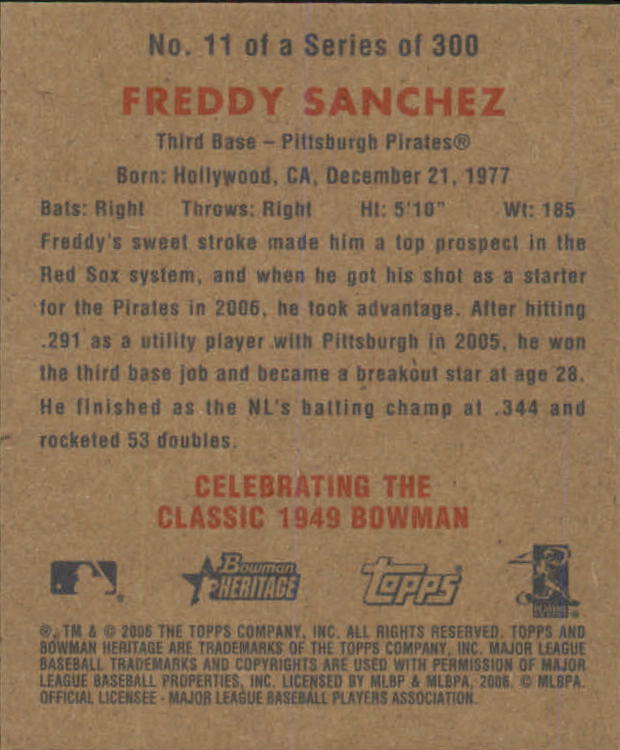 No. 11 of a Series of 300
FREDDY SANCHEZ
Third Base – Pittsburgh Pirates®
Born: Hollywood, CA, December 21, 1977
Bats: Right Throws: Right Ht: 5'10" Wt: 185
Freddy's sweet stroke made him a top prospect in the
Red Sox system, and when he got his shot as a starter
for the Pirates in 2006, he took advantage. After hitting
.291 as a utility player with Pittsburgh in 2005, he won
the third base job and became a breakout star at age 28.
He finished as the NL's batting champ at .344 and
rocketed 53 doubles.
CELEBRATING THE
CLASSIC 1949 BOWMAN
Bowman
HERITAGE
Topps®
®, TM & © 2006 THE TOPPS COMPANY, INC. ALL RIGHTS RESERVED. TOPPS AND
BOWMAN HERITAGE ARE TRADEMARKS OF THE TOPPS COMPANY, INC. MAJOR LEAGUE
BASEBALL TRADEMARKS AND COPYRIGHTS ARE USED WITH PERMISSION OF MAJOR
LEAGUE BASEBALL PROPERTIES, INC. LICENSED BY MLBP & MLBPA, 2006. © MLBPA.
OFFICIAL LICENSEE - MAJOR LEAGUE BASEBALL PLAYERS ASSOCIATION.